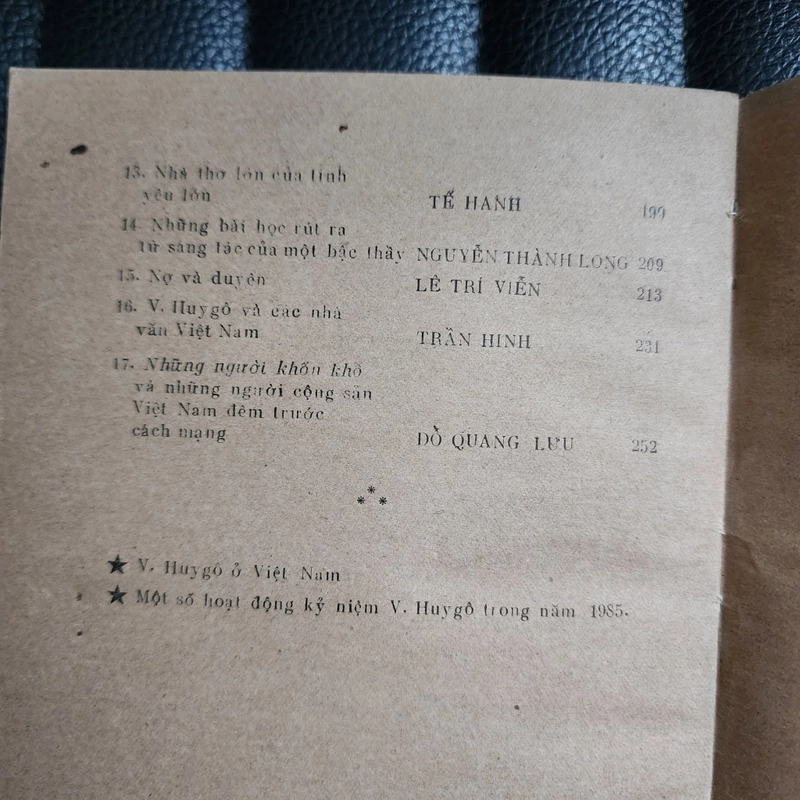 13. Nhà thơ lớn của tình
yêu lớn TẾ HANH 199
14. Những bài học rút ra
từ sáng tác của một bậc thầy NGUYỄN THÀNH LONG 209
15. Nợ và duyên LÊ TRÍ VIỄN 213
16. V. Huygô và các nhà
văn Việt Nam TRẦN HINH 231
17. Những người khốn khổ
và những người cộng sản
Việt Nam đêm trước
cách mạng ĐỖ QUANG LƯU 252
***
★ V. Huygô ở Việt Nam
★ Một số hoạt động kỷ niệm V. Huygô trong năm 1985.